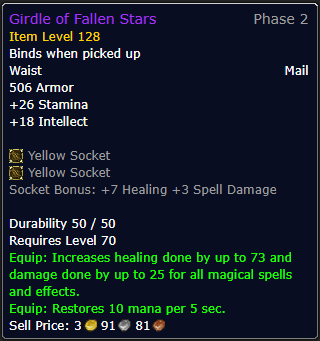 Girdle of Fallen Stars Phase 2
Item Level 128
Binds when picked up
Waist Mail
506 Armor
+26 Stamina
+18 Intellect
Yellow Socket
Yellow Socket
Socket Bonus: +7 Healing +3 Spell Damage
Durability 50 / 50
Requires Level 70
Equip: Increases healing done by up to 73 and
damage done by up to 25 for all magical spells
and effects.
Equip: Restores 10 mana per 5 sec.
Sell Price: 3 91 81